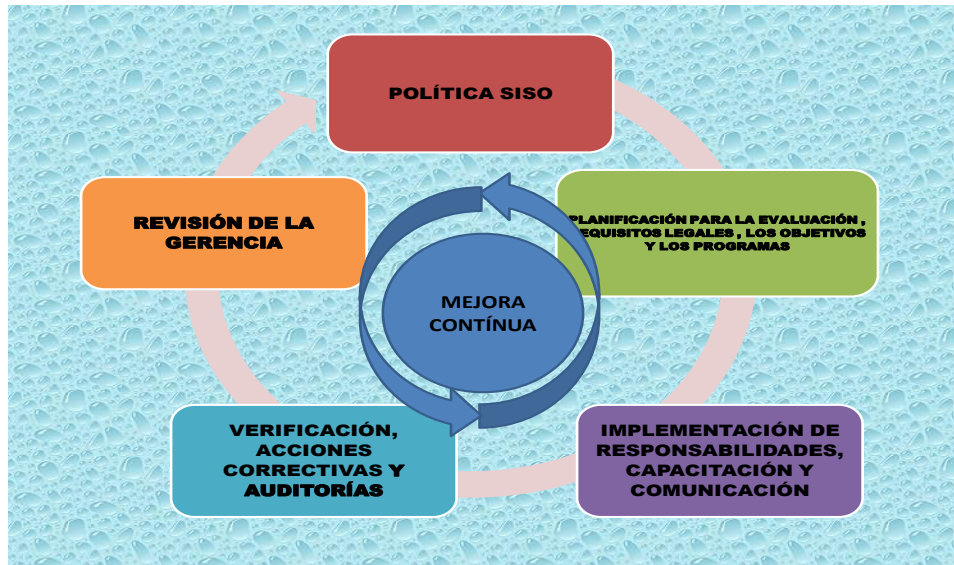 POLÍTICA SISO
PLANIFICACIÓN PARA LA EVALUACIÓN ,
EQUISITOS LEGALES , LOS OBJETIVOS
Y LOS PROGRAMAS
IMPLEMENTACIÓN DE
RESPONSABILIDADES,
CAPACITACIÓN Y
COMUNICACIÓN
VERIFICACIÓN,
ACCIONES
CORRECTIVAS Y
AUDITORÍAS
REVISIÓN DE LA
GERENCIA
MEJORA
CONTÍNUA